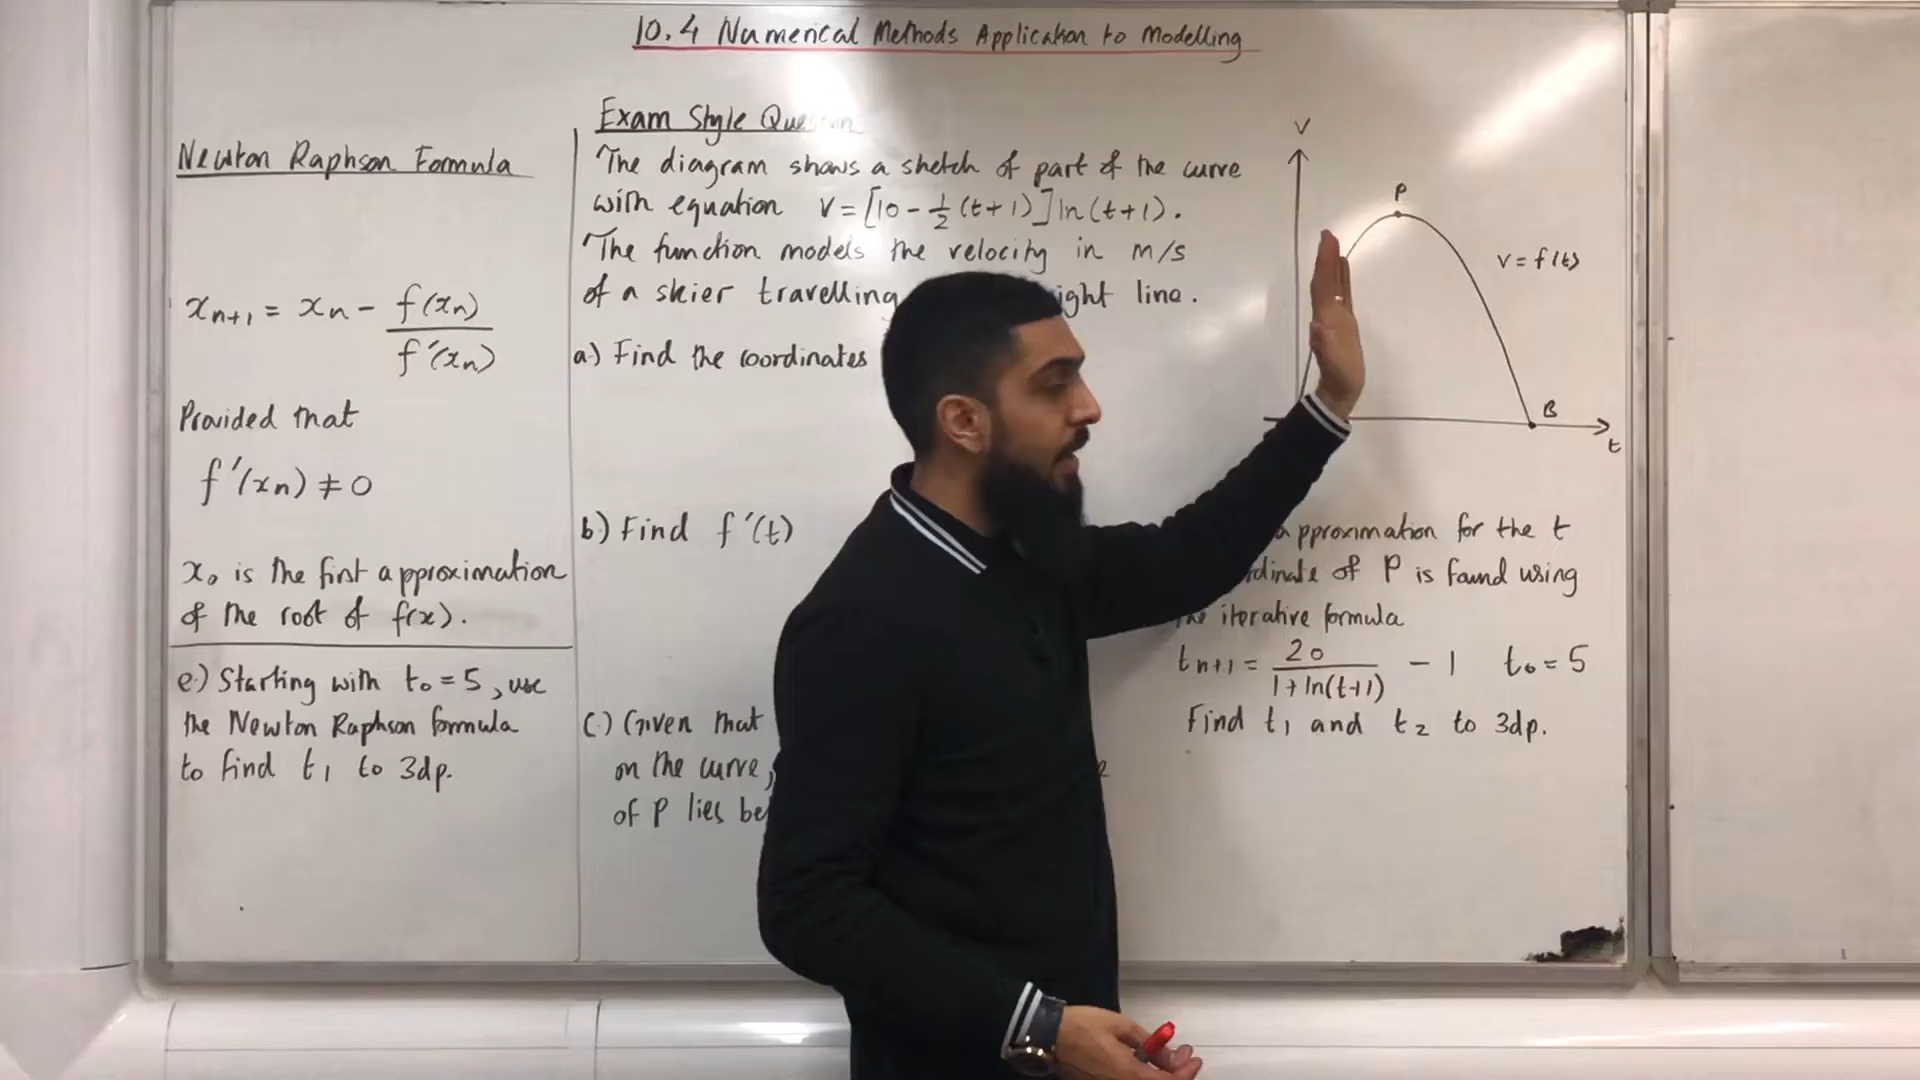 10.4 Numerical Methods Application to Modelling
Newton Raphson Formula
xₙ₊₁ = xₙ - f(xₙ) / f'(xₙ)
Provided that
f'(xₙ) ≠ 0
x₀ is the first approximation
of the root of f(x).
e.) Starting with t₀ = 5, use
the Newton Raphson formula
to find t₁ to 3dp.
Exam Style
The diagram shows a sketch of part of the curve
with equation V = [10 - ½(t+1)] ln(t+1).
The function models the velocity in m/s
of a skier travelling line.
a.) Find the coordinates
b.) Find f'(t)
(c.) Given that
on the curve,
of P lies
V
P
V = f(t)
B
t
approximation for the t
of P is found using
iterative formula
tₙ₊₁ = 20 / 1+ln(t+1) - 1 t₀ = 5
Find t₁ and t₂ to 3dp.